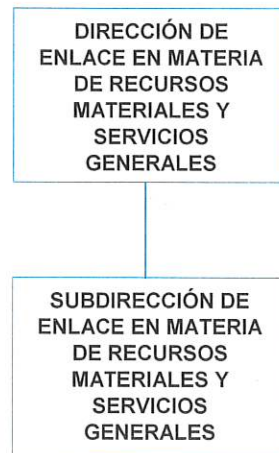 DIRECCIÓN DE
ENLACE EN MATERIA
DE RECURSOS
MATERIALES Y
SERVICIOS
GENERALES
SUBDIRECCIÓN DE
ENLACE EN MATERIA
DE RECURSOS
MATERIALES Y
SERVICIOS
GENERALES